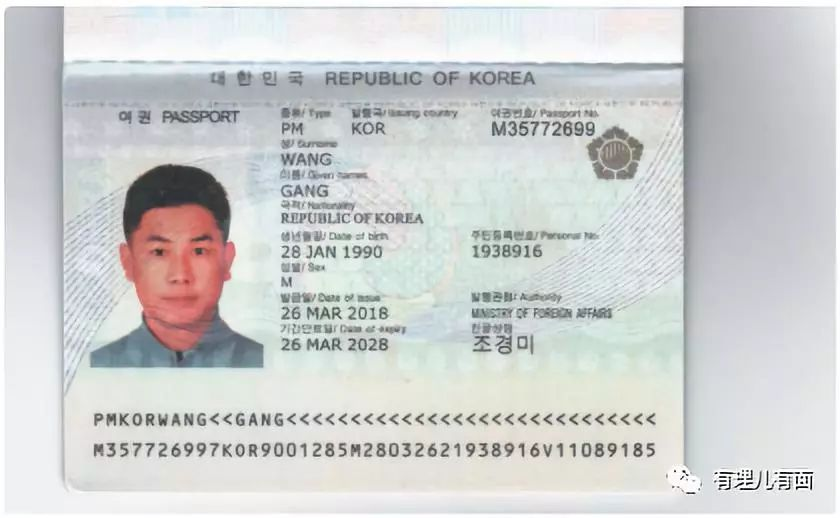 대한민국 REPUBLIC OF KOREA
여권 PASSPORT
종류/ Type 발행국/ Issuing country 여권번호/ Passport No.
PM KOR M35772699
성/ Surname
WANG
이름/ Given names
GANG
국적/ Nationality
REPUBLIC OF KOREA
생년월일/ Date of birth 주민등록번호/ Personal No.
28 JAN 1990 1938916
성별/ Sex
M
발급일/ Date of issue 발행관청/ Authority
26 MAR 2018 MINISTRY OF FOREIGN AFFAIRS
기간만료일/ Date of expiry 한글성명
26 MAR 2028 조경미
PMKORWANG<<GANG<<<<<<<<<<<<<<<<<<<<<<<<<<<<<
M357726997KOR9001285M28032621938916V11089185
有理儿有面